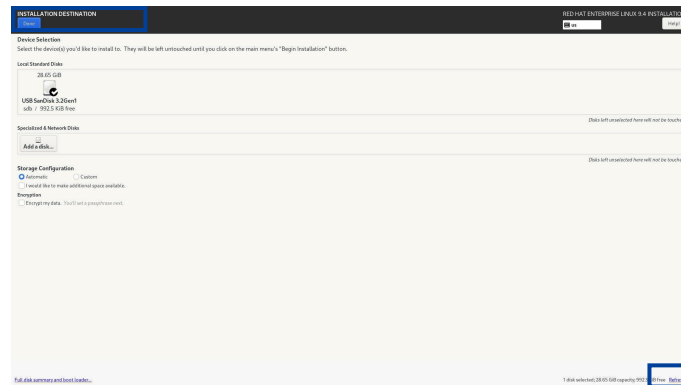 INSTALLATION DESTINATION
RED HAT ENTERPRISE LINUX 9.4 INSTALLATIO
Done
us
Help!
Device Selection
Select the device(s) you'd like to install to. They will be left untouched until you click on the main menu's "Begin Installation" button.
Local Standard Disks
28.65 GiB
USB SanDisk 3.2Gen1
sdb / 992.5 KiB free
Disks left unselected here will not be touche
Specialized & Network Disks
Add a disk...
Disks left unselected here will not be touche
Storage Configuration
Automatic Custom
I would like to make additional space available.
Encryption
Encrypt my data. You'll set a passphrase next.
Full disk summary and boot loader...
1 disk selected; 28.65 GiB capacity; 992.5 free Refre